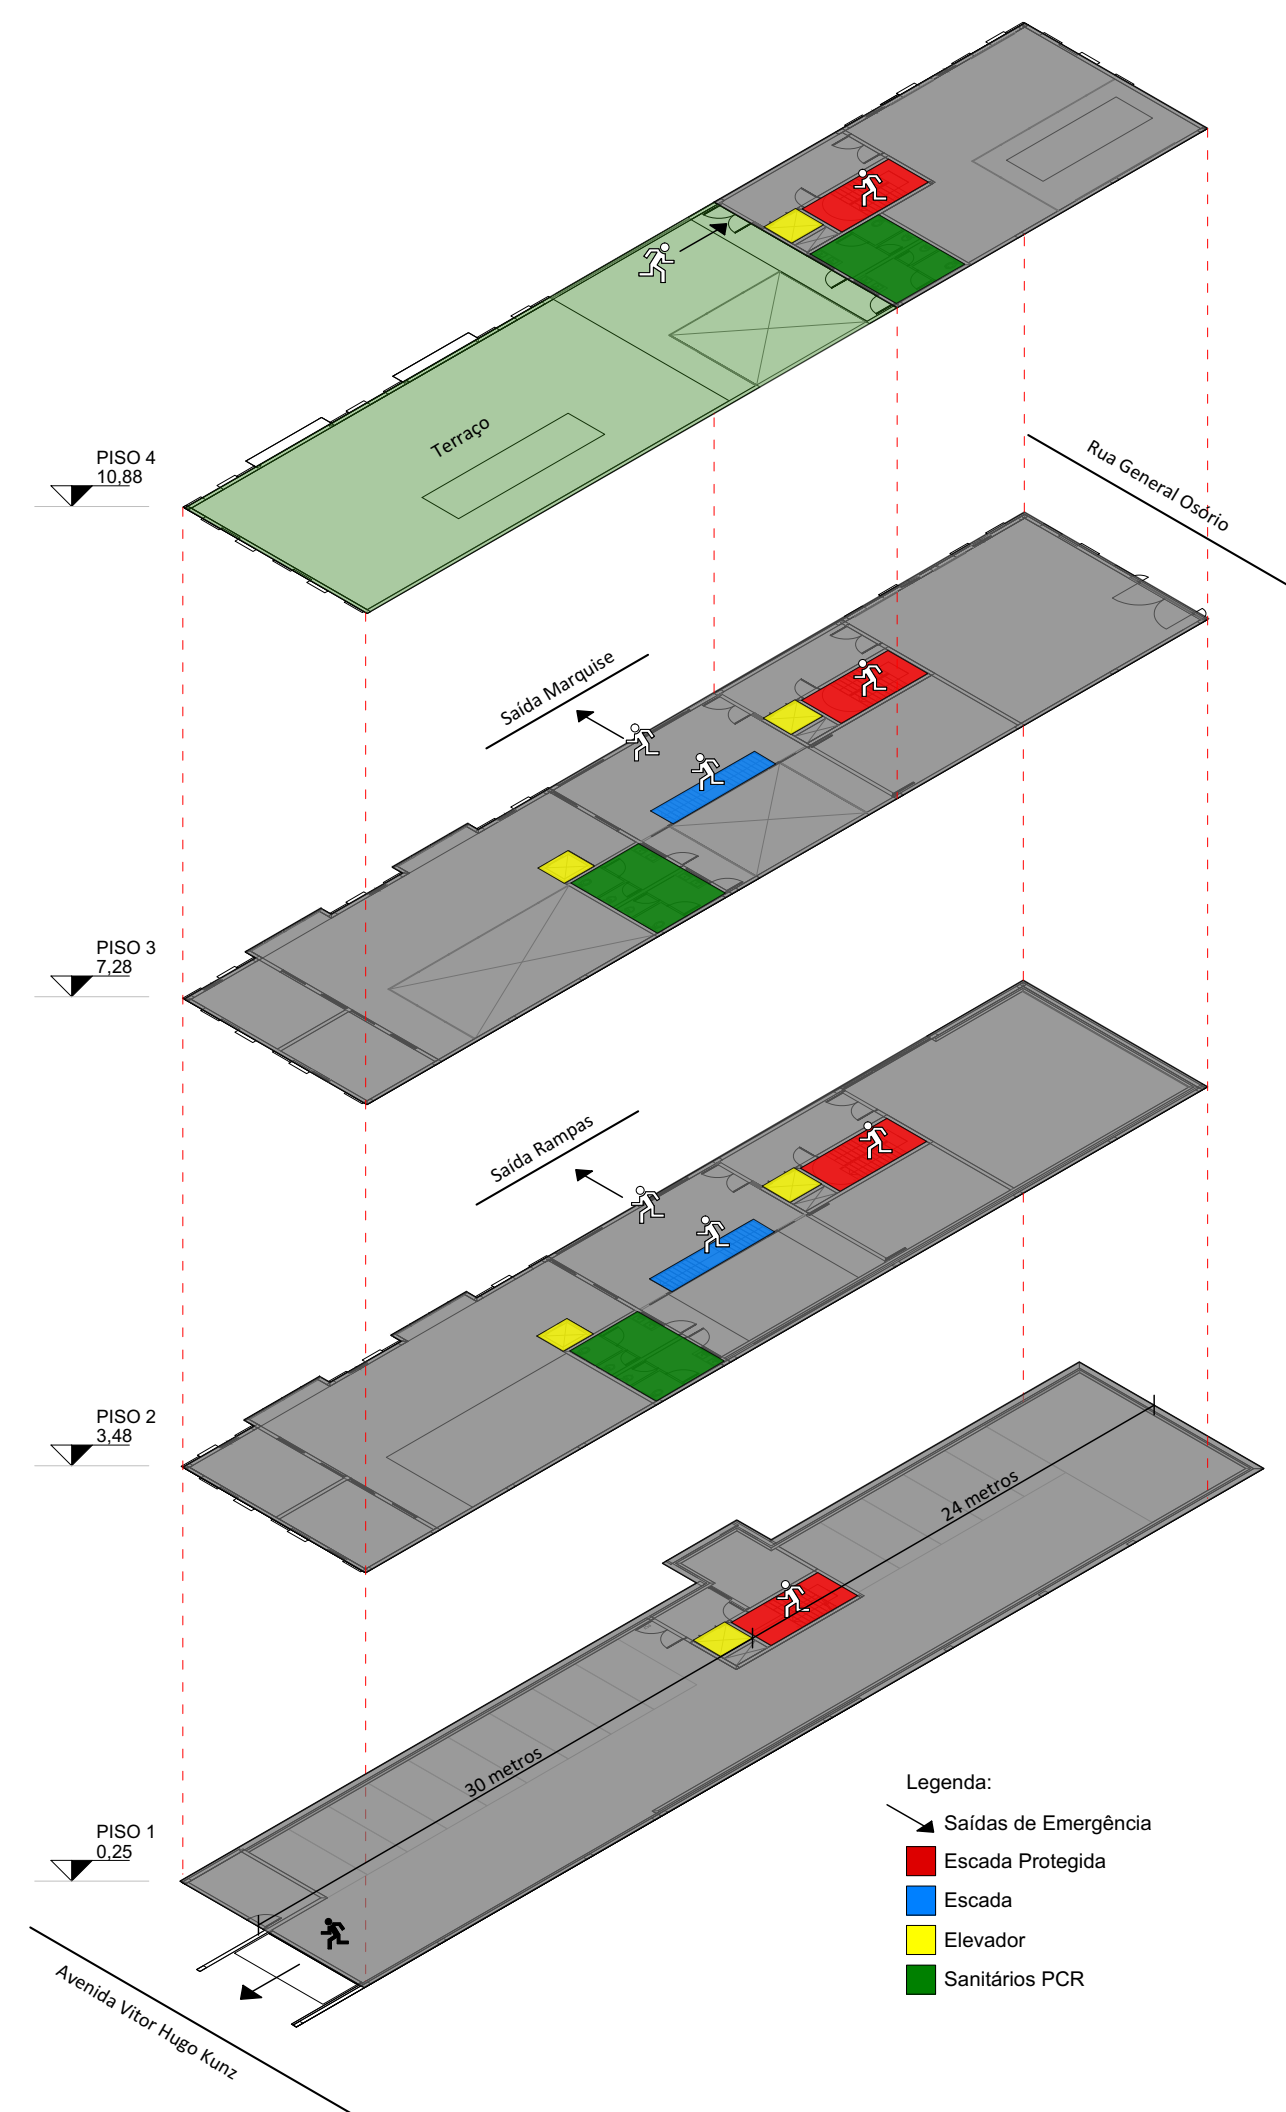 Terraço
PISO 4
10,88
Rua General Osório
Saída Marquise
PISO 3
7,28
Saída Rampas
PISO 2
3,48
24 metros
30 metros
PISO 1
0,25
Avenida Vitor Hugo Kunz
Legenda:
Saídas de Emergência
Escada Protegida
Escada
Elevador
Sanitários PCR